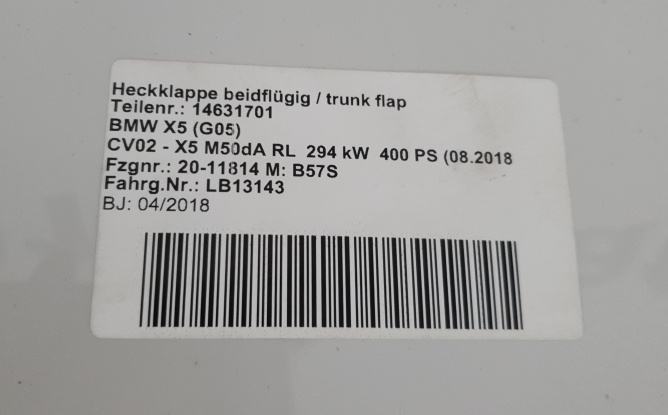 Heckklappe beidflügig / trunk flap
Teilenr.: 14631701
BMW X5 (G05)
CV02 - X5 M50dA RL  294 kW  400 PS (08.2018
Fzgnr.: 20-11814 M: B57S
Fahrg.Nr.: LB13143
BJ: 04/2018